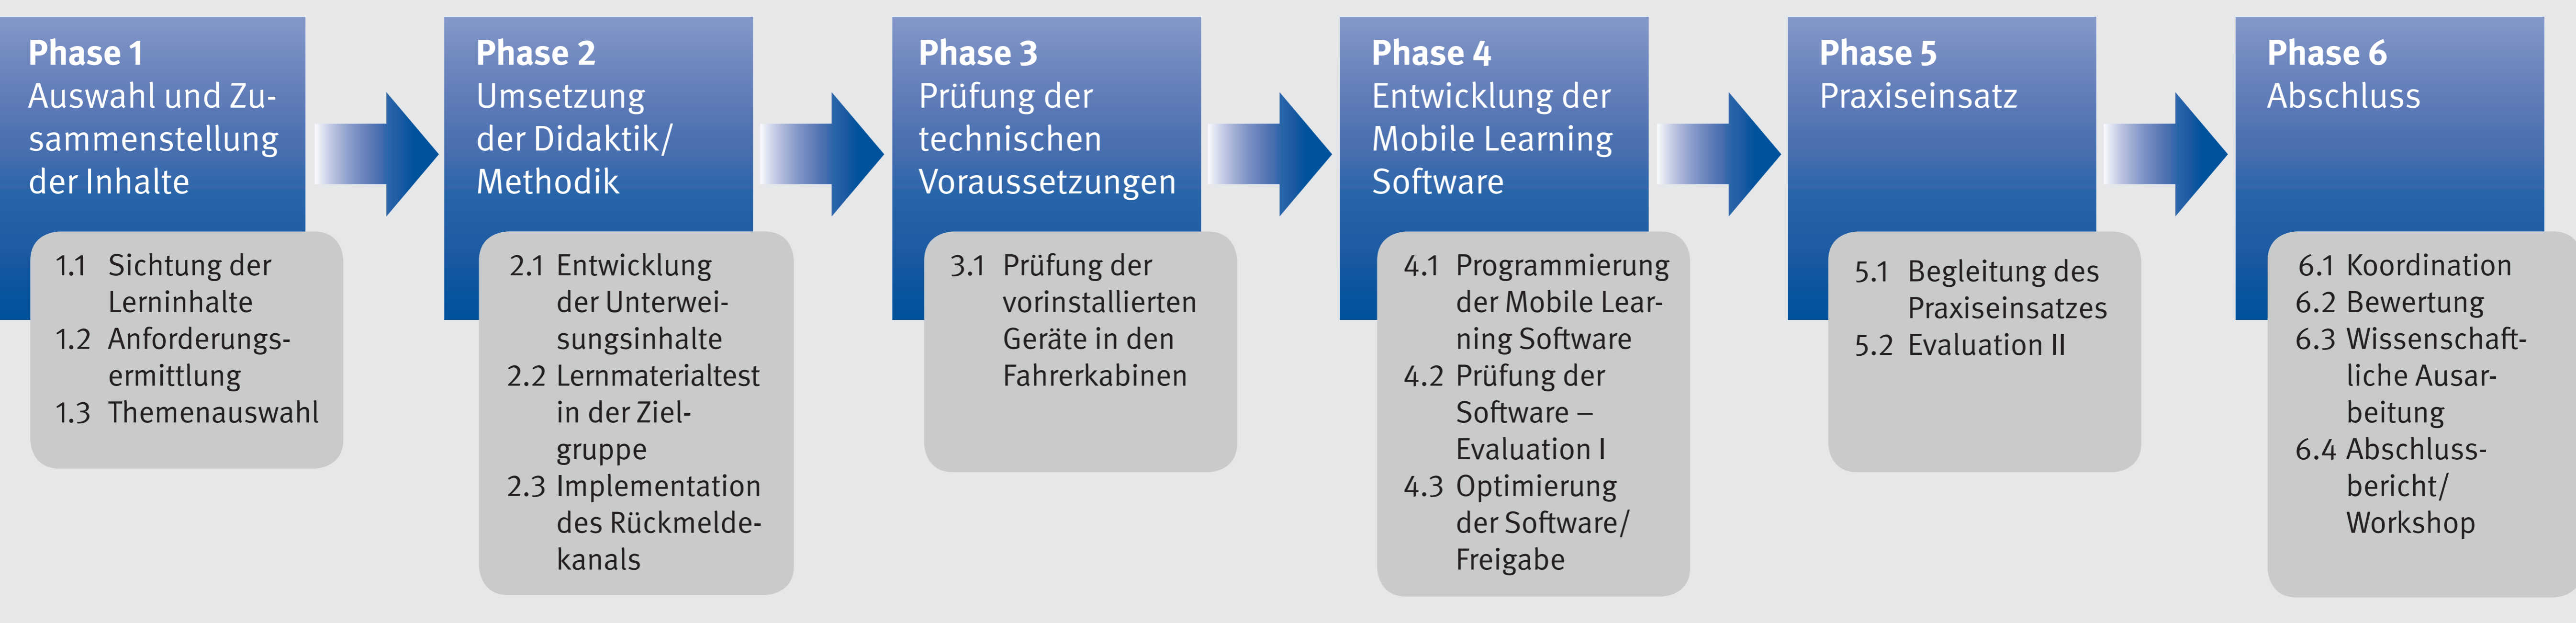 Phase 1
Auswahl und Zu-
sammenstellung
der Inhalte
1.1 Sichtung der
Lerninhalte
1.2 Anforderungs-
ermittlung
1.3 Themenauswahl
Phase 2
Umsetzung
der Didaktik/
Methodik
2.1 Entwicklung
der Unterwei-
sungsinhalte
2.2 Lernmaterialtest
in der Ziel-
gruppe
2.3 Implementation
des Rückmelde-
kanals
Phase 3
Prüfung der
technischen
Voraussetzungen
3.1 Prüfung der
vorinstallierten
Geräte in den
Fahrerkabinen
Phase 4
Entwicklung der
Mobile Learning
Software
4.1 Programmierung
der Mobile Lear-
ning Software
4.2 Prüfung der
Software –
Evaluation I
4.3 Optimierung
der Software/
Freigabe
Phase 5
Praxiseinsatz
5.1 Begleitung des
Praxiseinsatzes
5.2 Evaluation II
Phase 6
Abschluss
6.1 Koordination
6.2 Bewertung
6.3 Wissenschaft-
liche Ausar-
beitung
6.4 Abschluss-
bericht/
Workshop